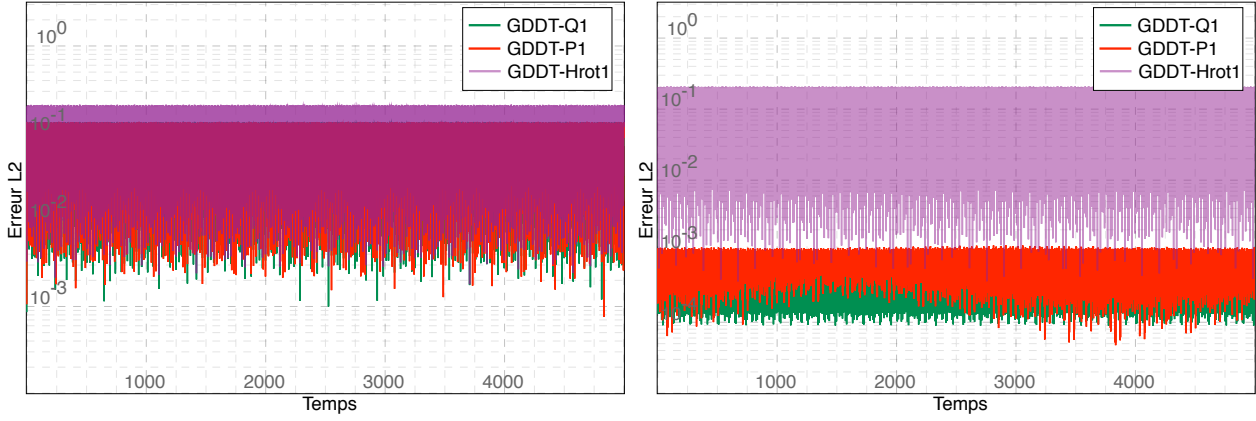 GDDT-Q1
GDDT-P1
GDDT-Hrot1
10^0
10^-1
10^-2
10^-3
Erreur L2
1000 2000 3000 4000
Temps
GDDT-Q1
GDDT-P1
GDDT-Hrot1
10^0
10^-1
10^-2
10^-3
Erreur L2
1000 2000 3000 4000
Temps